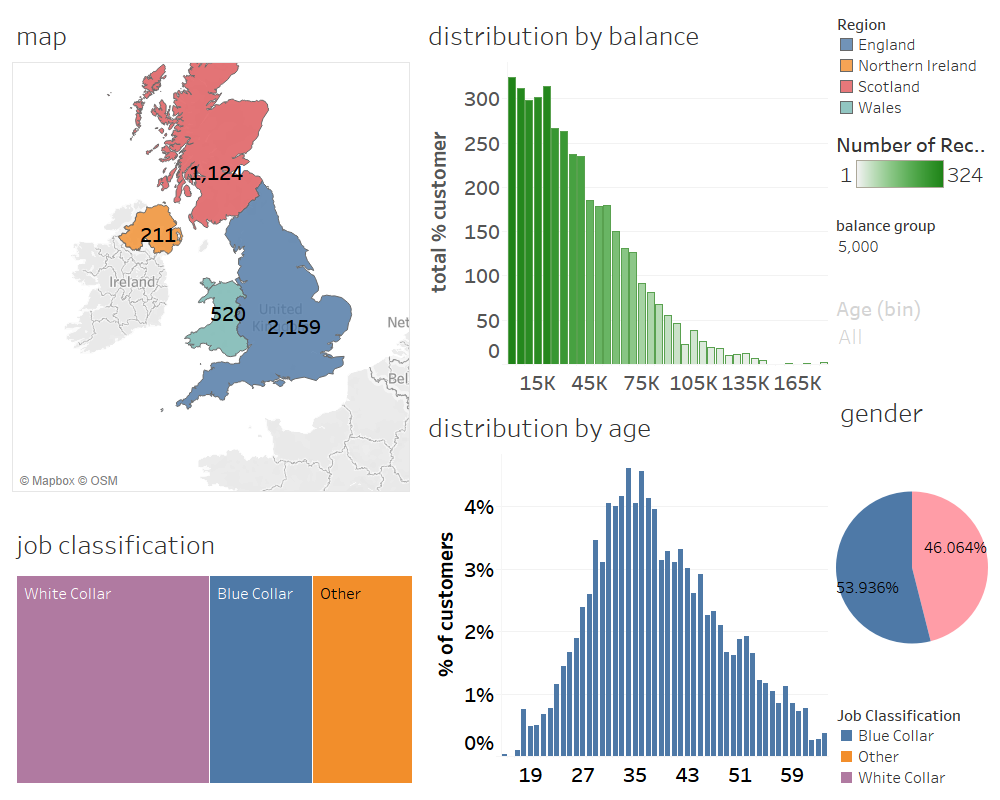 map
1,124
211
Ireland
520
United
2,159
Net
Bel
© Mapbox © OSM
distribution by balance
total % customer
300
250
200
150
100
50
0
15K 45K 75K 105K 135K 165K
Region
England
Northern Ireland
Scotland
Wales
Number of Rec..
1 324
balance group
5,000
Age (bin)
All
distribution by age
% of customers
4%
3%
2%
1%
0%
19 27 35 43 51 59
gender
46.064%
53.936%
job classification
White Collar Blue Collar Other
Job Classification
Blue Collar
Other
White Collar